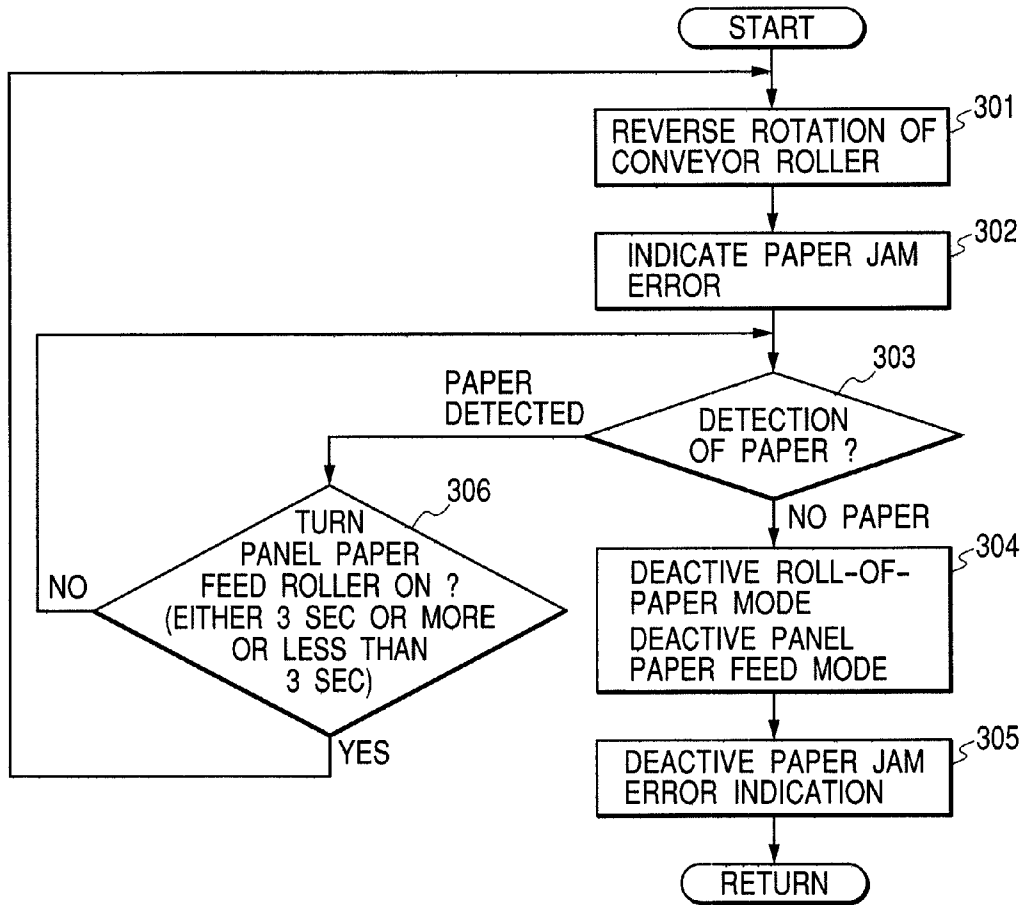 START
301
REVERSE ROTATION OF
CONVEYOR ROLLER
302
INDICATE PAPER JAM
ERROR
303
PAPER
DETECTED
DETECTION
OF PAPER ?
306
TURN
PANEL PAPER
FEED ROLLER ON ?
(EITHER 3 SEC OR MORE
OR LESS THAN
3 SEC)
NO
YES
NO PAPER
304
DEACTIVE ROLL-OF-
PAPER MODE
DEACTIVE PANEL
PAPER FEED MODE
305
DEACTIVE PAPER JAM
ERROR INDICATION
RETURN